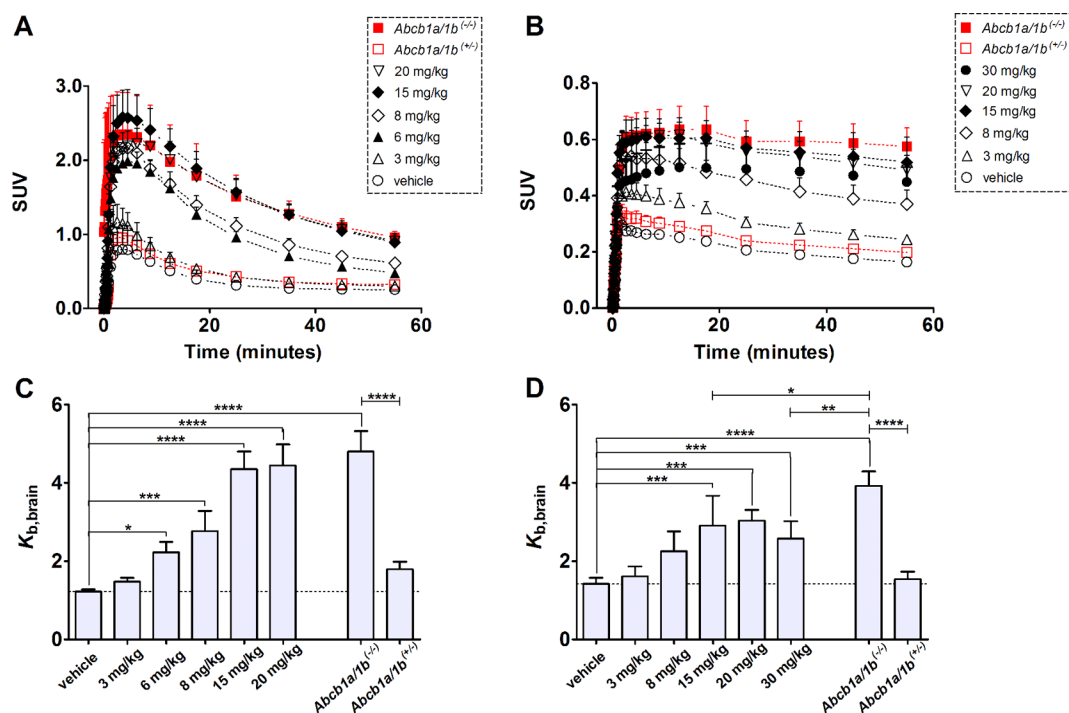 A
Abcb1a/1b(-/-)
Abcb1a/1b(+/-)
20 mg/kg
15 mg/kg
8 mg/kg
6 mg/kg
3 mg/kg
vehicle
3.0
2.0
1.0
0.0
SUV
0
20
40
60
Time (minutes)
B
Abcb1a/1b(-/-)
Abcb1a/1b(+/-)
30 mg/kg
20 mg/kg
15 mg/kg
8 mg/kg
3 mg/kg
vehicle
0.8
0.6
0.4
0.2
0.0
SUV
0
20
40
60
Time (minutes)
C
6
4
2
0
Kb,brain
****
****
****
****
***
*
vehicle
3 mg/kg
6 mg/kg
8 mg/kg
15 mg/kg
20 mg/kg
Abcb1a/1b(-/-)
Abcb1a/1b(+/-)
D
6
4
2
0
Kb,brain
*
**
****
****
***
***
***
vehicle
3 mg/kg
8 mg/kg
15 mg/kg
20 mg/kg
30 mg/kg
Abcb1a/1b(-/-)
Abcb1a/1b(+/-)